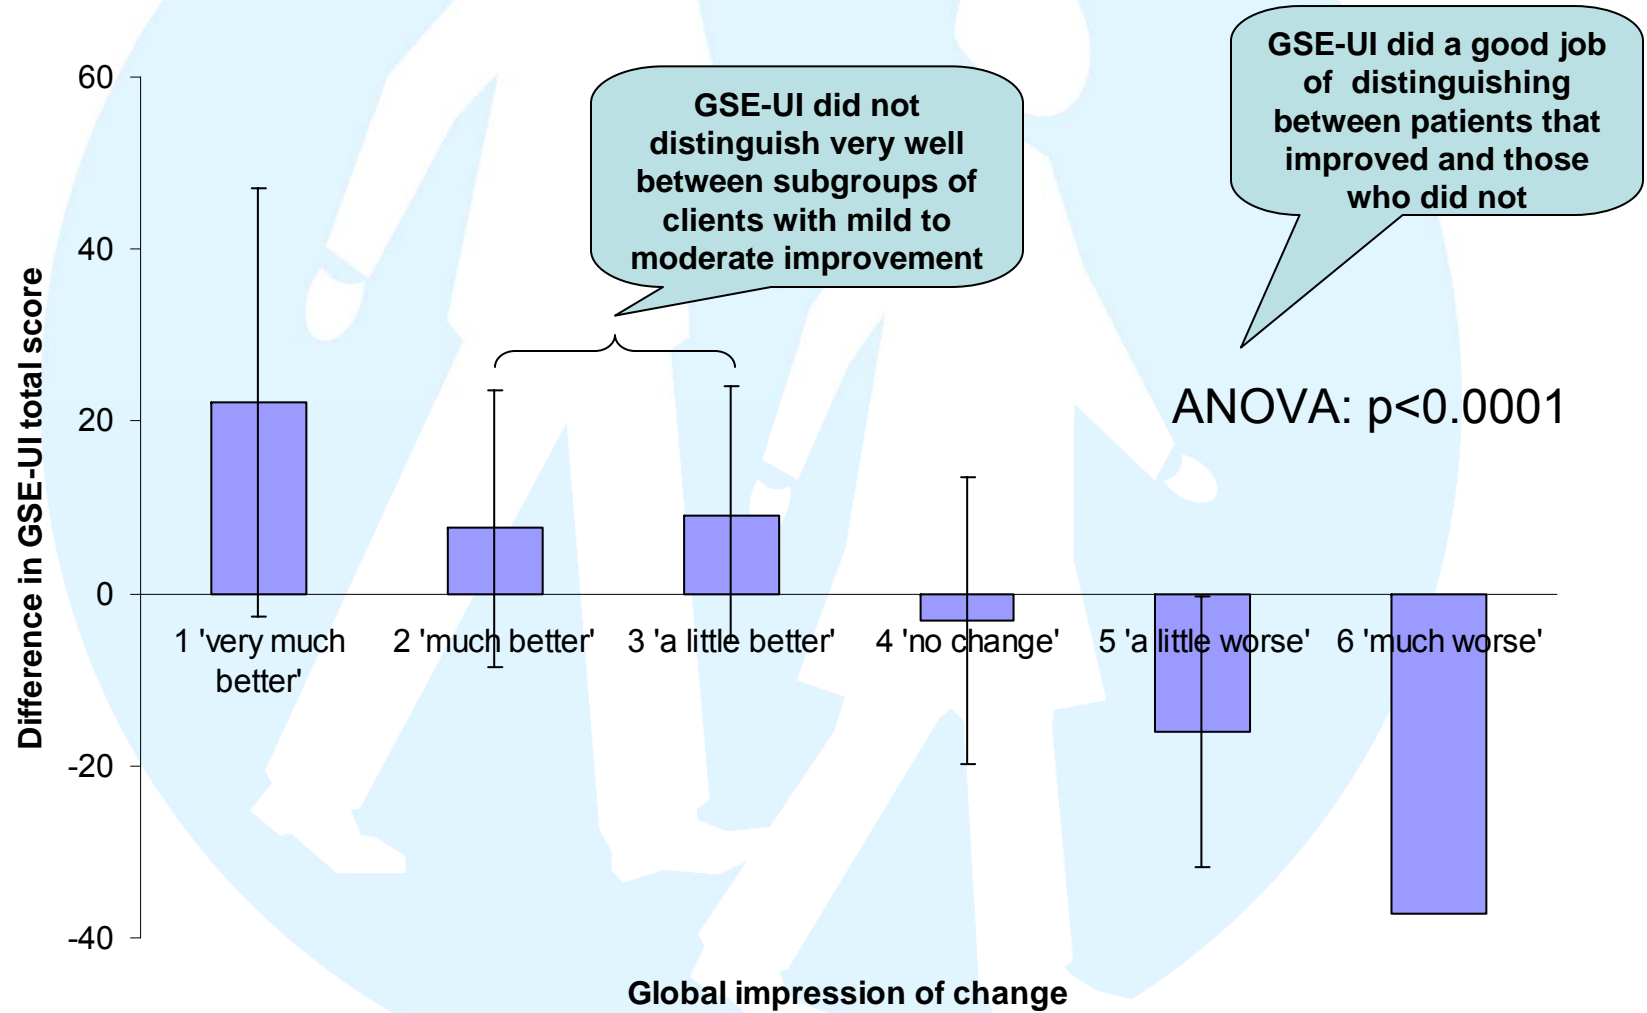 GSE-UI did a good job
of distinguishing
between patients that
improved and those
who did not
GSE-UI did not
distinguish very well
between subgroups of
clients with mild to
moderate improvement
ANOVA: p<0.0001
Difference in GSE-UI total score
60
40
20
0
-20
-40
1 'very much
better'
2 'much better'
3 'a little better'
4 'no change'
5 'a little worse'
6 'much worse'
Global impression of change